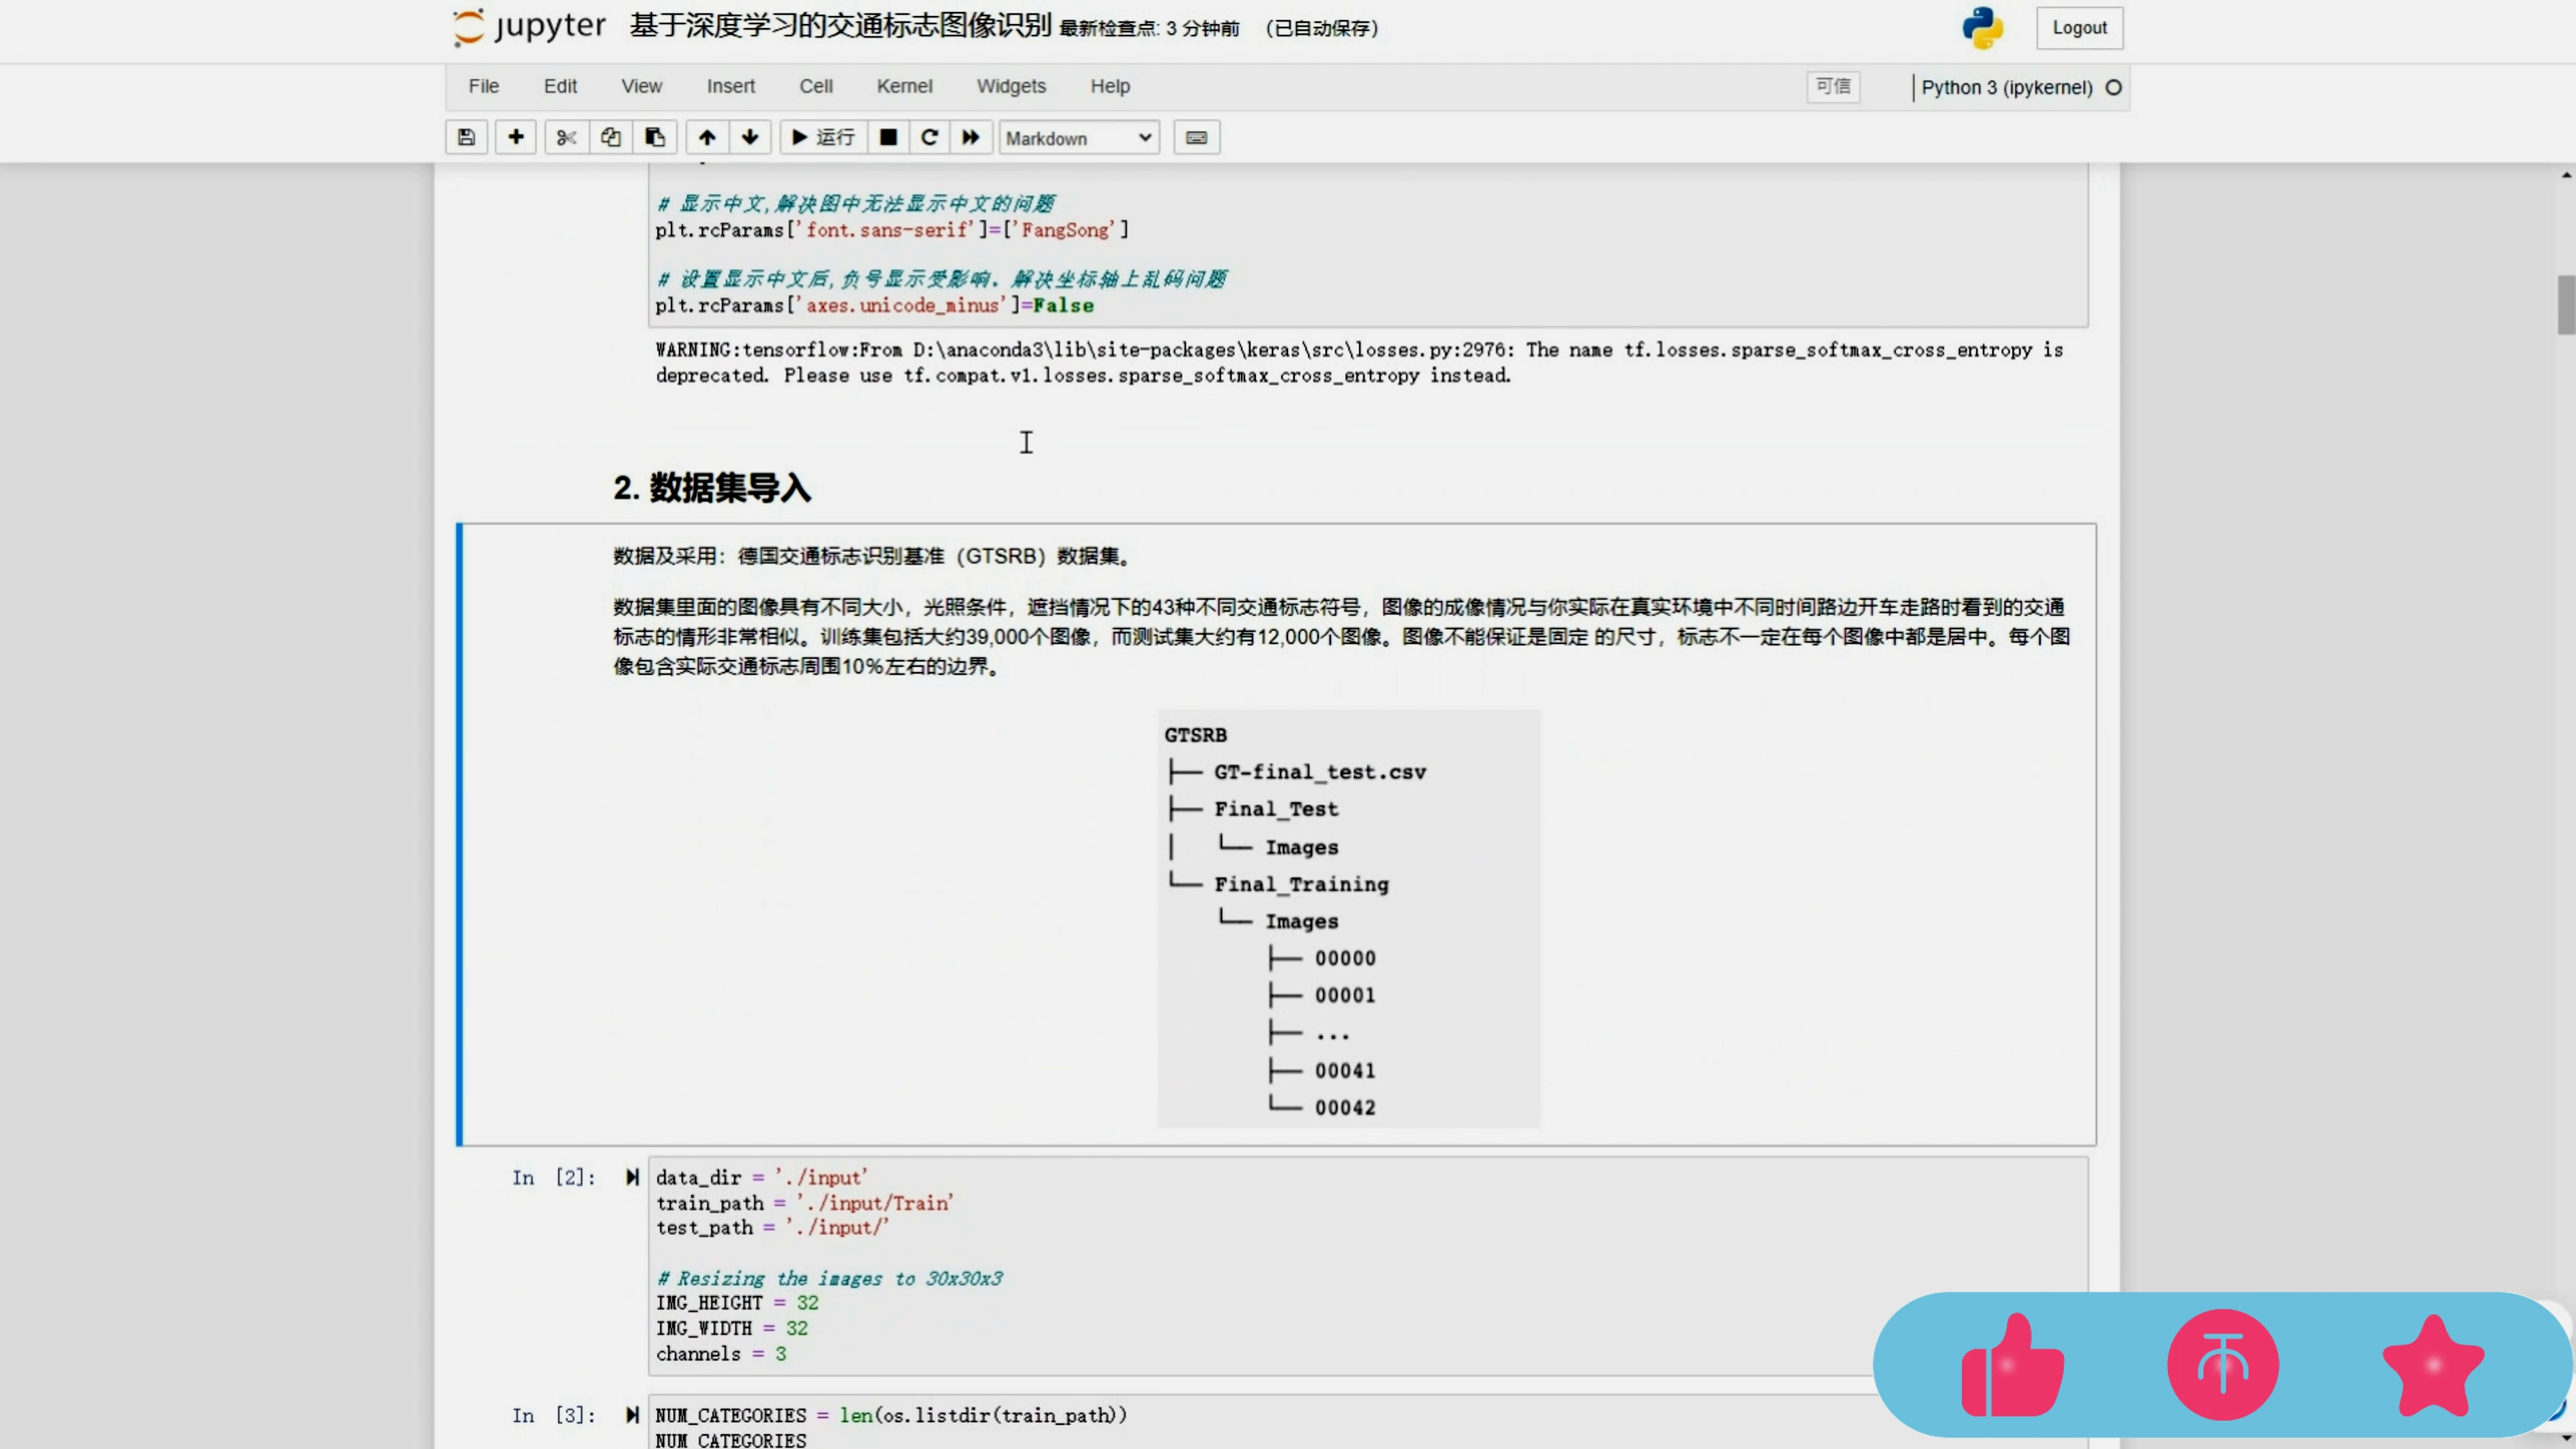 jupyter 基于深度学习的交通标志图像识别 最新检查点: 3 分钟前 (已自动保存)
Logout
File Edit View Insert Cell Kernel Widgets Help
可信
Python 3 (ipykernel)
运行
Markdown
# 显示中文,解决图中无法显示中文的问题
plt.rcParams['font.sans-serif']=['FangSong']
# 设置显示中文后,负号显示受影响。解决坐标轴上乱码问题
plt.rcParams['axes.unicode_minus']=False
WARNING:tensorflow:From D:\anaconda3\lib\site-packages\keras\src\losses.py:2976: The name tf.losses.sparse_softmax_cross_entropy is
deprecated. Please use tf.compat.v1.losses.sparse_softmax_cross_entropy instead.
2. 数据集导入
数据及采用：德国交通标志识别基准（GTSRB）数据集。
数据集里面的图像具有不同大小，光照条件，遮挡情况下的43种不同交通标志符号，图像的成像情况与你实际在真实环境中不同时间路边开车走路时看到的交通
标志的情形非常相似。训练集包括大约39,000个图像，而测试集大约有12,000个图像。图像不能保证是固定 的尺寸，标志不一定在每个图像中都是居中。每个图
像包含实际交通标志周围10%左右的边界。
GTSRB
├── GT-final_test.csv
├── Final_Test
│   └── Images
└── Final_Training
    └── Images
        ├── 00000
        ├── 00001
        ├── ...
        ├── 00041
        └── 00042
In [2]:
data_dir = './input'
train_path = './input/Train'
test_path = './input/'
# Resizing the images to 30x30x3
IMG_HEIGHT = 32
IMG_WIDTH = 32
channels = 3
In [3]:
NUM_CATEGORIES = len(os.listdir(train_path))
NUM_CATEGORIES